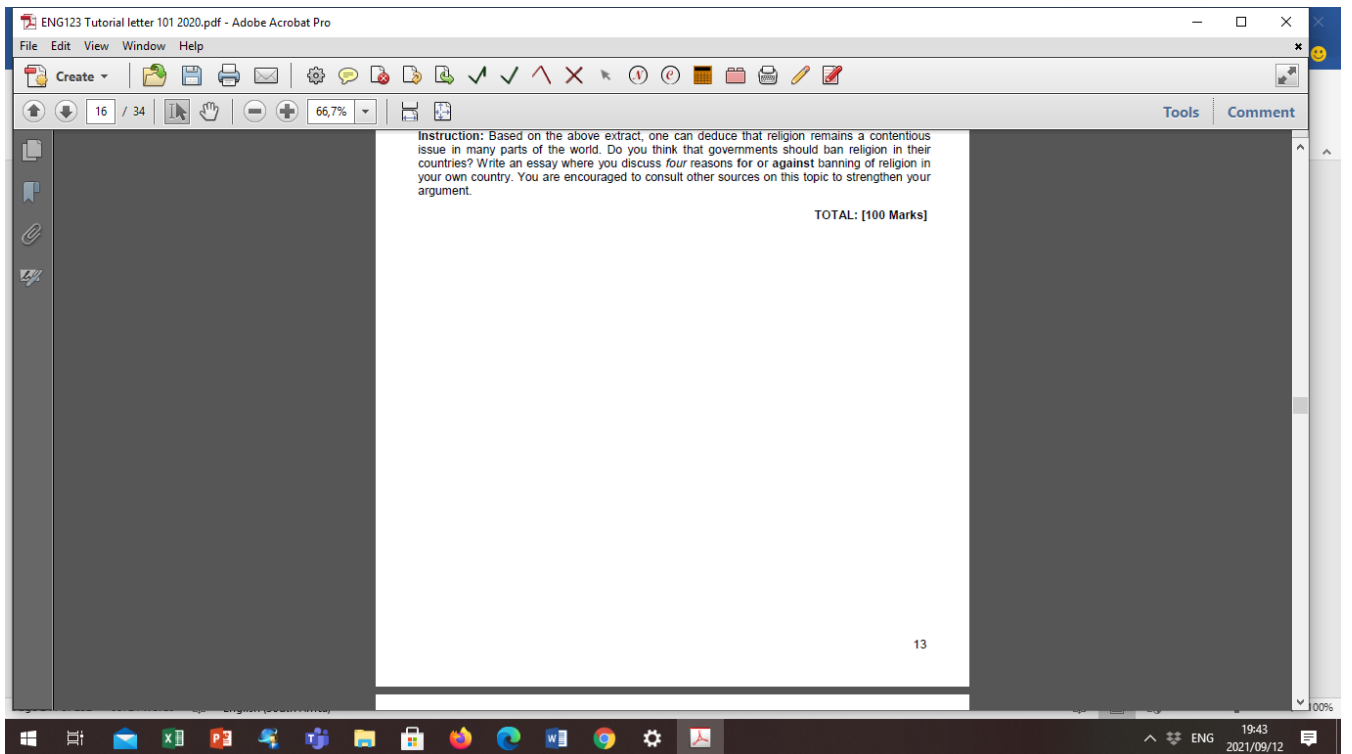 ENG123 Tutorial letter 101 2020.pdf - Adobe Acrobat Pro
File Edit View Window Help
Create
16 / 34 66,7% Tools Comment
Instruction: Based on the above extract, one can deduce that religion remains a contentious
issue in many parts of the world. Do you think that governments should ban religion in their
countries? Write an essay where you discuss four reasons for or against banning of religion in
your own country. You are encouraged to consult other sources on this topic to strengthen your
argument.
TOTAL: [100 Marks]
13
100%
ENG
19:43
2021/09/12